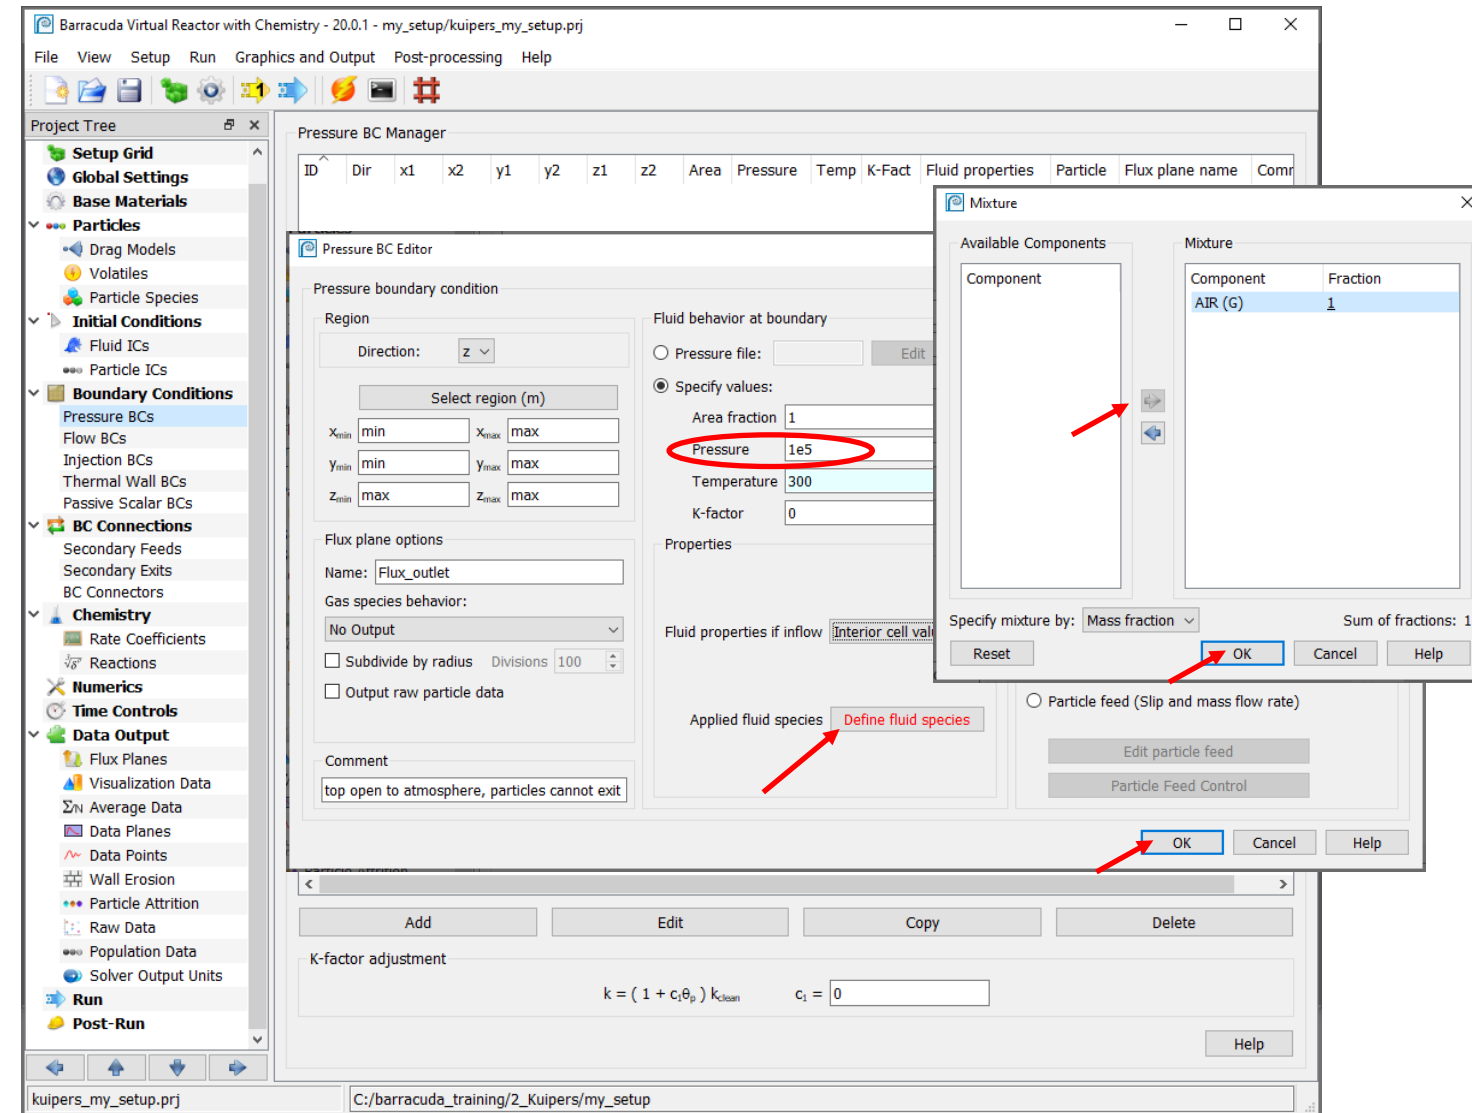 Barracuda Virtual Reactor with Chemistry - 20.0.1 - my_setup/kuipers_my_setup.prj
File View Setup Run Graphics and Output Post-processing Help
Project Tree
Setup Grid
Global Settings
Base Materials
Particles
Drag Models
Volatiles
Particle Species
Initial Conditions
Fluid ICs
Particle ICs
Boundary Conditions
Pressure BCs
Flow BCs
Injection BCs
Thermal Wall BCs
Passive Scalar BCs
BC Connections
Secondary Feeds
Secondary Exits
BC Connectors
Chemistry
Rate Coefficients
Reactions
Numerics
Time Controls
Data Output
Flux Planes
Visualization Data
Average Data
Data Planes
Data Points
Wall Erosion
Particle Attrition
Raw Data
Population Data
Solver Output Units
Run
Post-Run
Pressure BC Manager
ID Dir x1 x2 y1 y2 z1 z2 Area Pressure Temp K-Fact Fluid properties Particle Flux plane name Comm
Pressure BC Editor
Pressure boundary condition
Region
Direction: z
Select region (m)
xmin min xmax max
ymin min ymax max
zmin max zmax max
Flux plane options
Name: Flux_outlet
Gas species behavior:
No Output
Subdivide by radius Divisions 100
Output raw particle data
Comment
top open to atmosphere, particles cannot exit
Fluid behavior at boundary
Pressure file: Edit
Specify values:
Area fraction 1
Pressure 1e5
Temperature 300
K-factor 0
Properties
Fluid properties if inflow Interior cell val
Applied fluid species Define fluid species
Particle feed (Slip and mass flow rate)
Edit particle feed
Particle Feed Control
OK Cancel Help
Mixture
Available Components
Component
Mixture
Component Fraction
AIR (G) 1
Specify mixture by: Mass fraction Sum of fractions: 1
Reset OK Cancel Help
Add Edit Copy Delete
K-factor adjustment
k = ( 1 + c₁θₚ ) kclean c₁ = 0
Help
kuipers_my_setup.prj C:/barracuda_training/2_Kuipers/my_setup